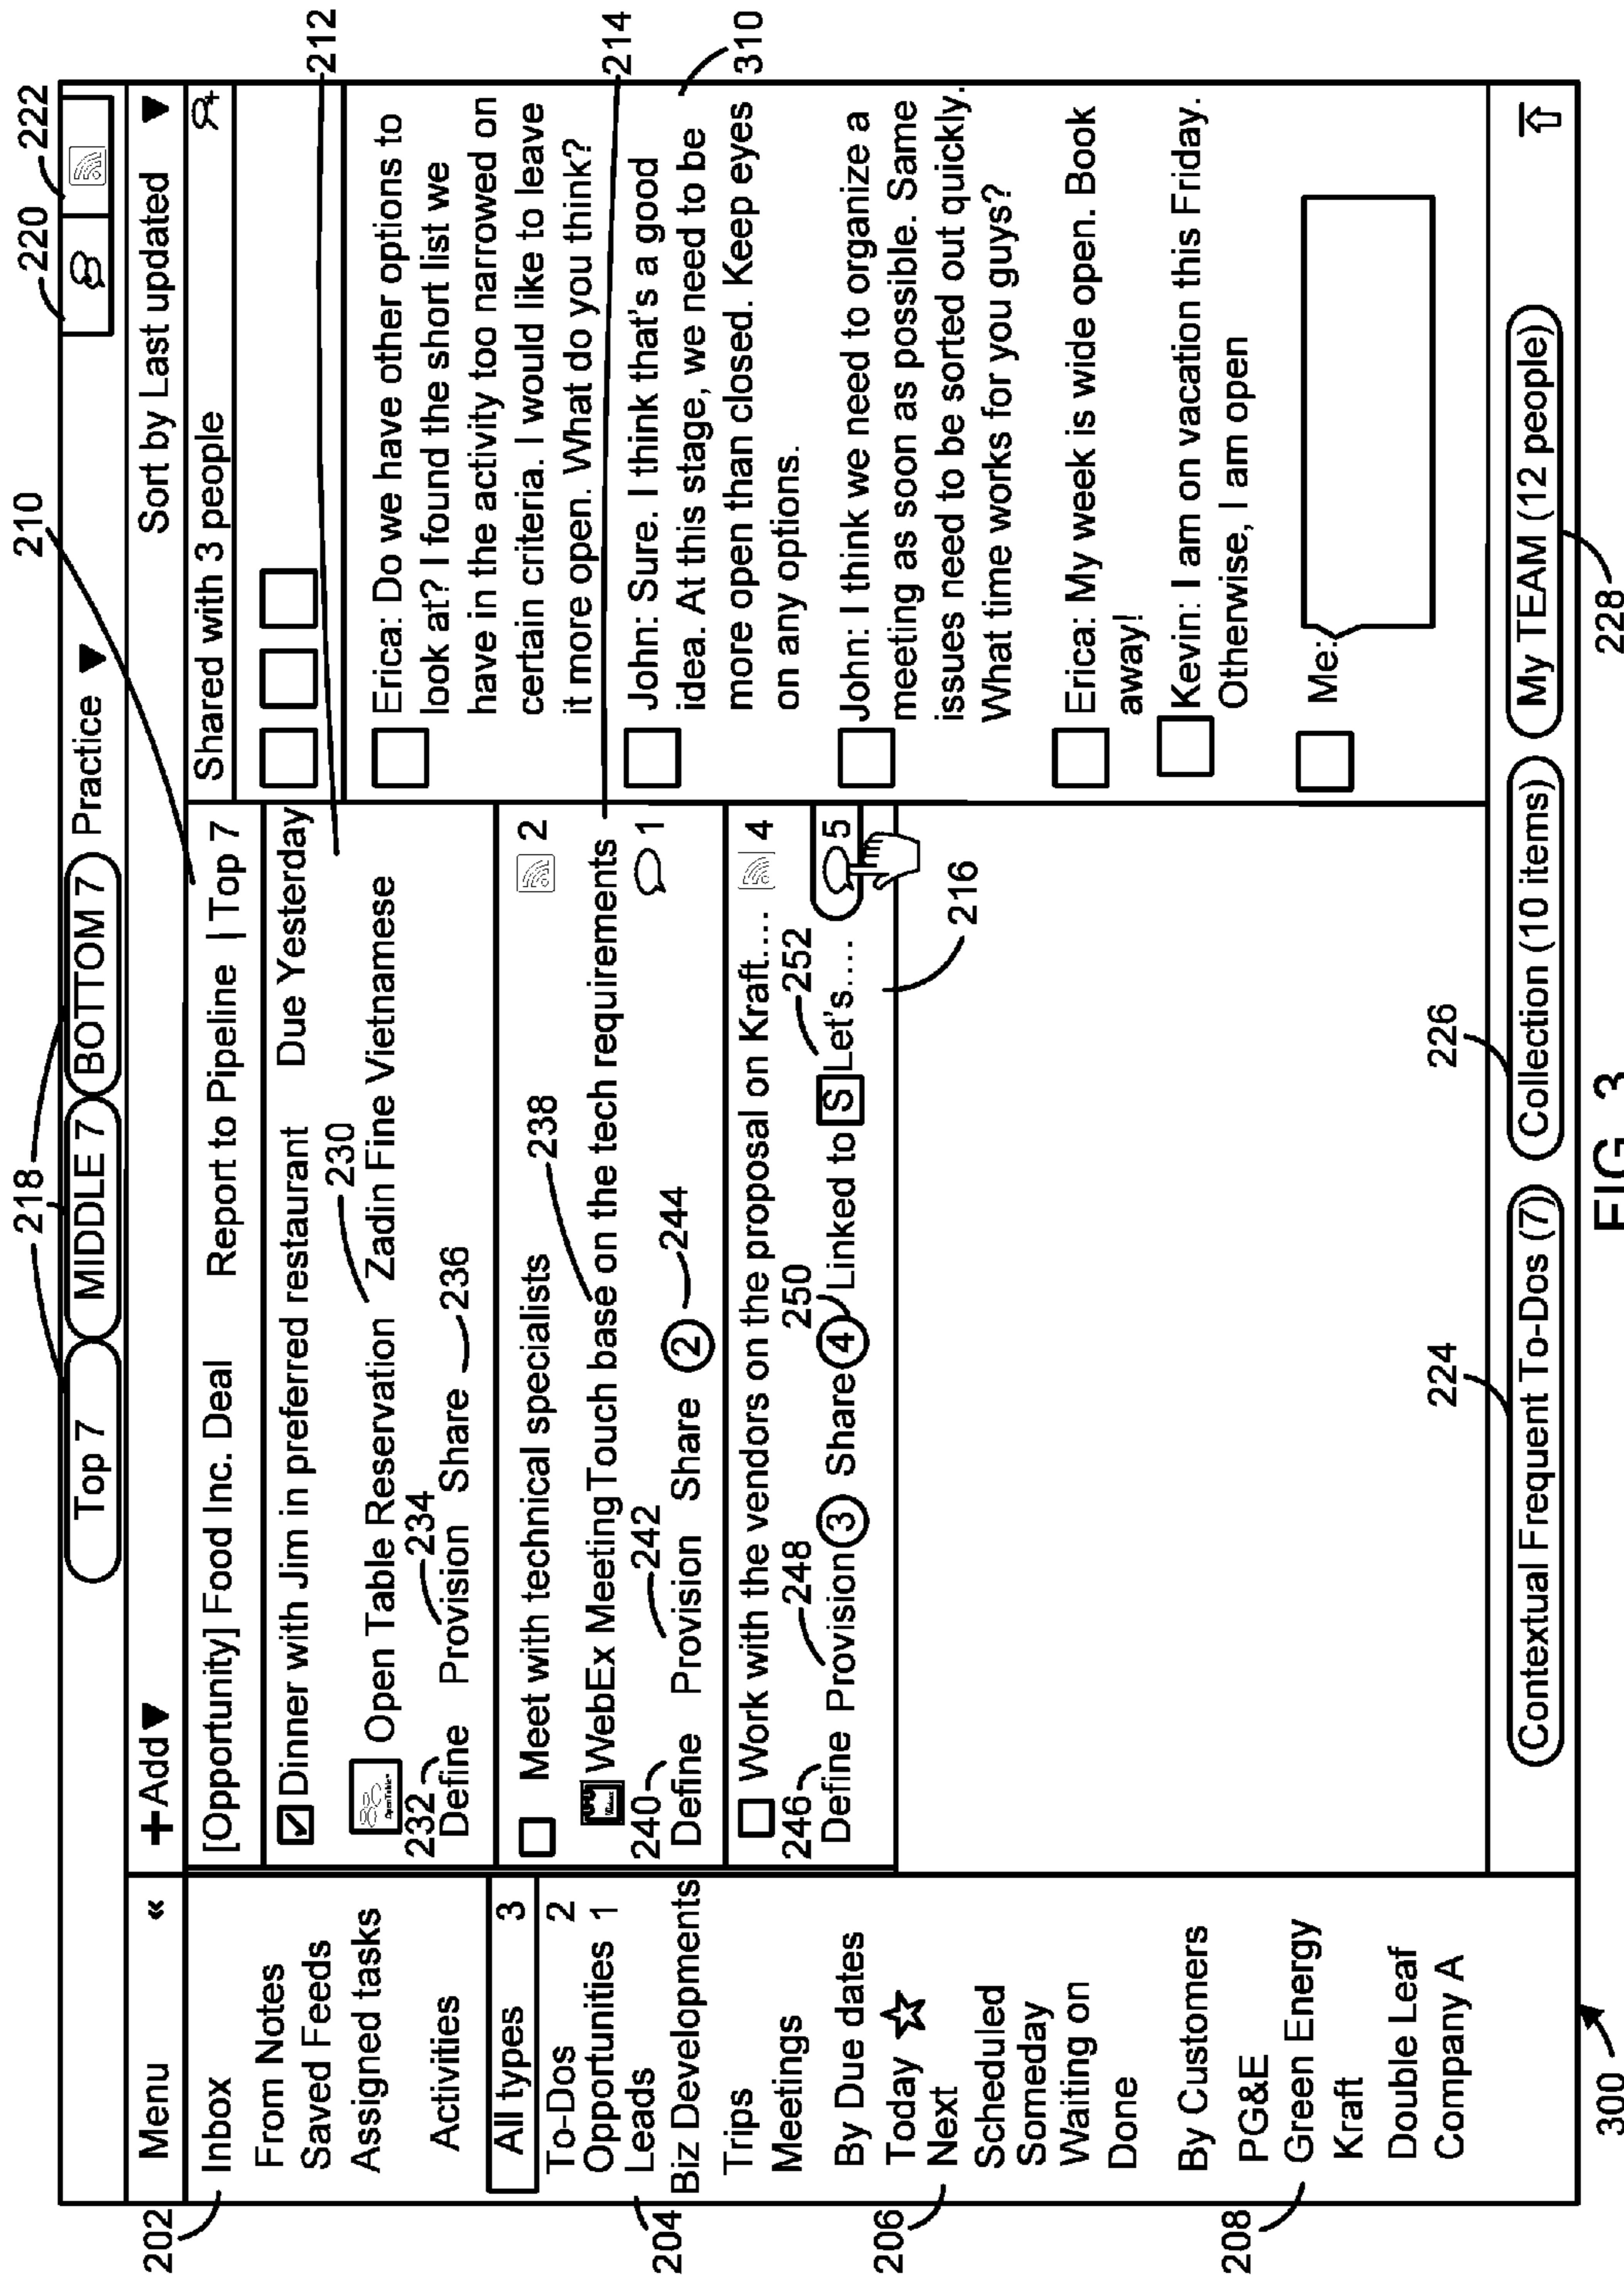 210
218
220
222
Top 7
MIDDLE 7
BOTTOM 7
Practice ▼
Menu «
+Add▼
Sort by Last updated ▼
202
Inbox
From Notes
Saved Feeds
Assigned tasks
Activities
All types 3
To-Dos 2
Opportunities 1
Leads
204
Biz Developments
Trips
Meetings
By Due dates
Today
206
Next
Scheduled
Someday
Waiting on
Done
By Customers
PG&E
208
Green Energy
Kraft
Double Leaf
Company A
[Opportunity] Food Inc. Deal Report to Pipeline | Top 7
Dinner with Jim in preferred restaurant Due Yesterday
212
230
Open Table Reservation Zadin Fine Vietnamese
OpenTable
232 234 236
Define Provision Share
Meet with technical specialists 2
238
214
WebEx Meeting Touch base on the tech requirements
1
240 242 244
Define Provision Share 2
Work with the vendors on the proposal on Kraft.... 4
246 248 250 252
Define Provision 3 Share 4 Linked to S Let's.... 5
216
Shared with 3 people
Erica: Do we have other options to
look at? I found the short list we
have in the activity too narrowed on
certain criteria. I would like to leave
it more open. What do you think?
310
John: Sure. I think that's a good
idea. At this stage, we need to be
more open than closed. Keep eyes
on any options.
John: I think we need to organize a
meeting as soon as possible. Same
issues need to be sorted out quickly.
What time works for you guys?
Erica: My week is wide open. Book
away!
Kevin: I am on vacation this Friday.
Otherwise, I am open
Me:
224
226
Contextual Frequent To-Dos (7)
Collection (10 items)
My TEAM (12 people)
228
300
FIG. 3